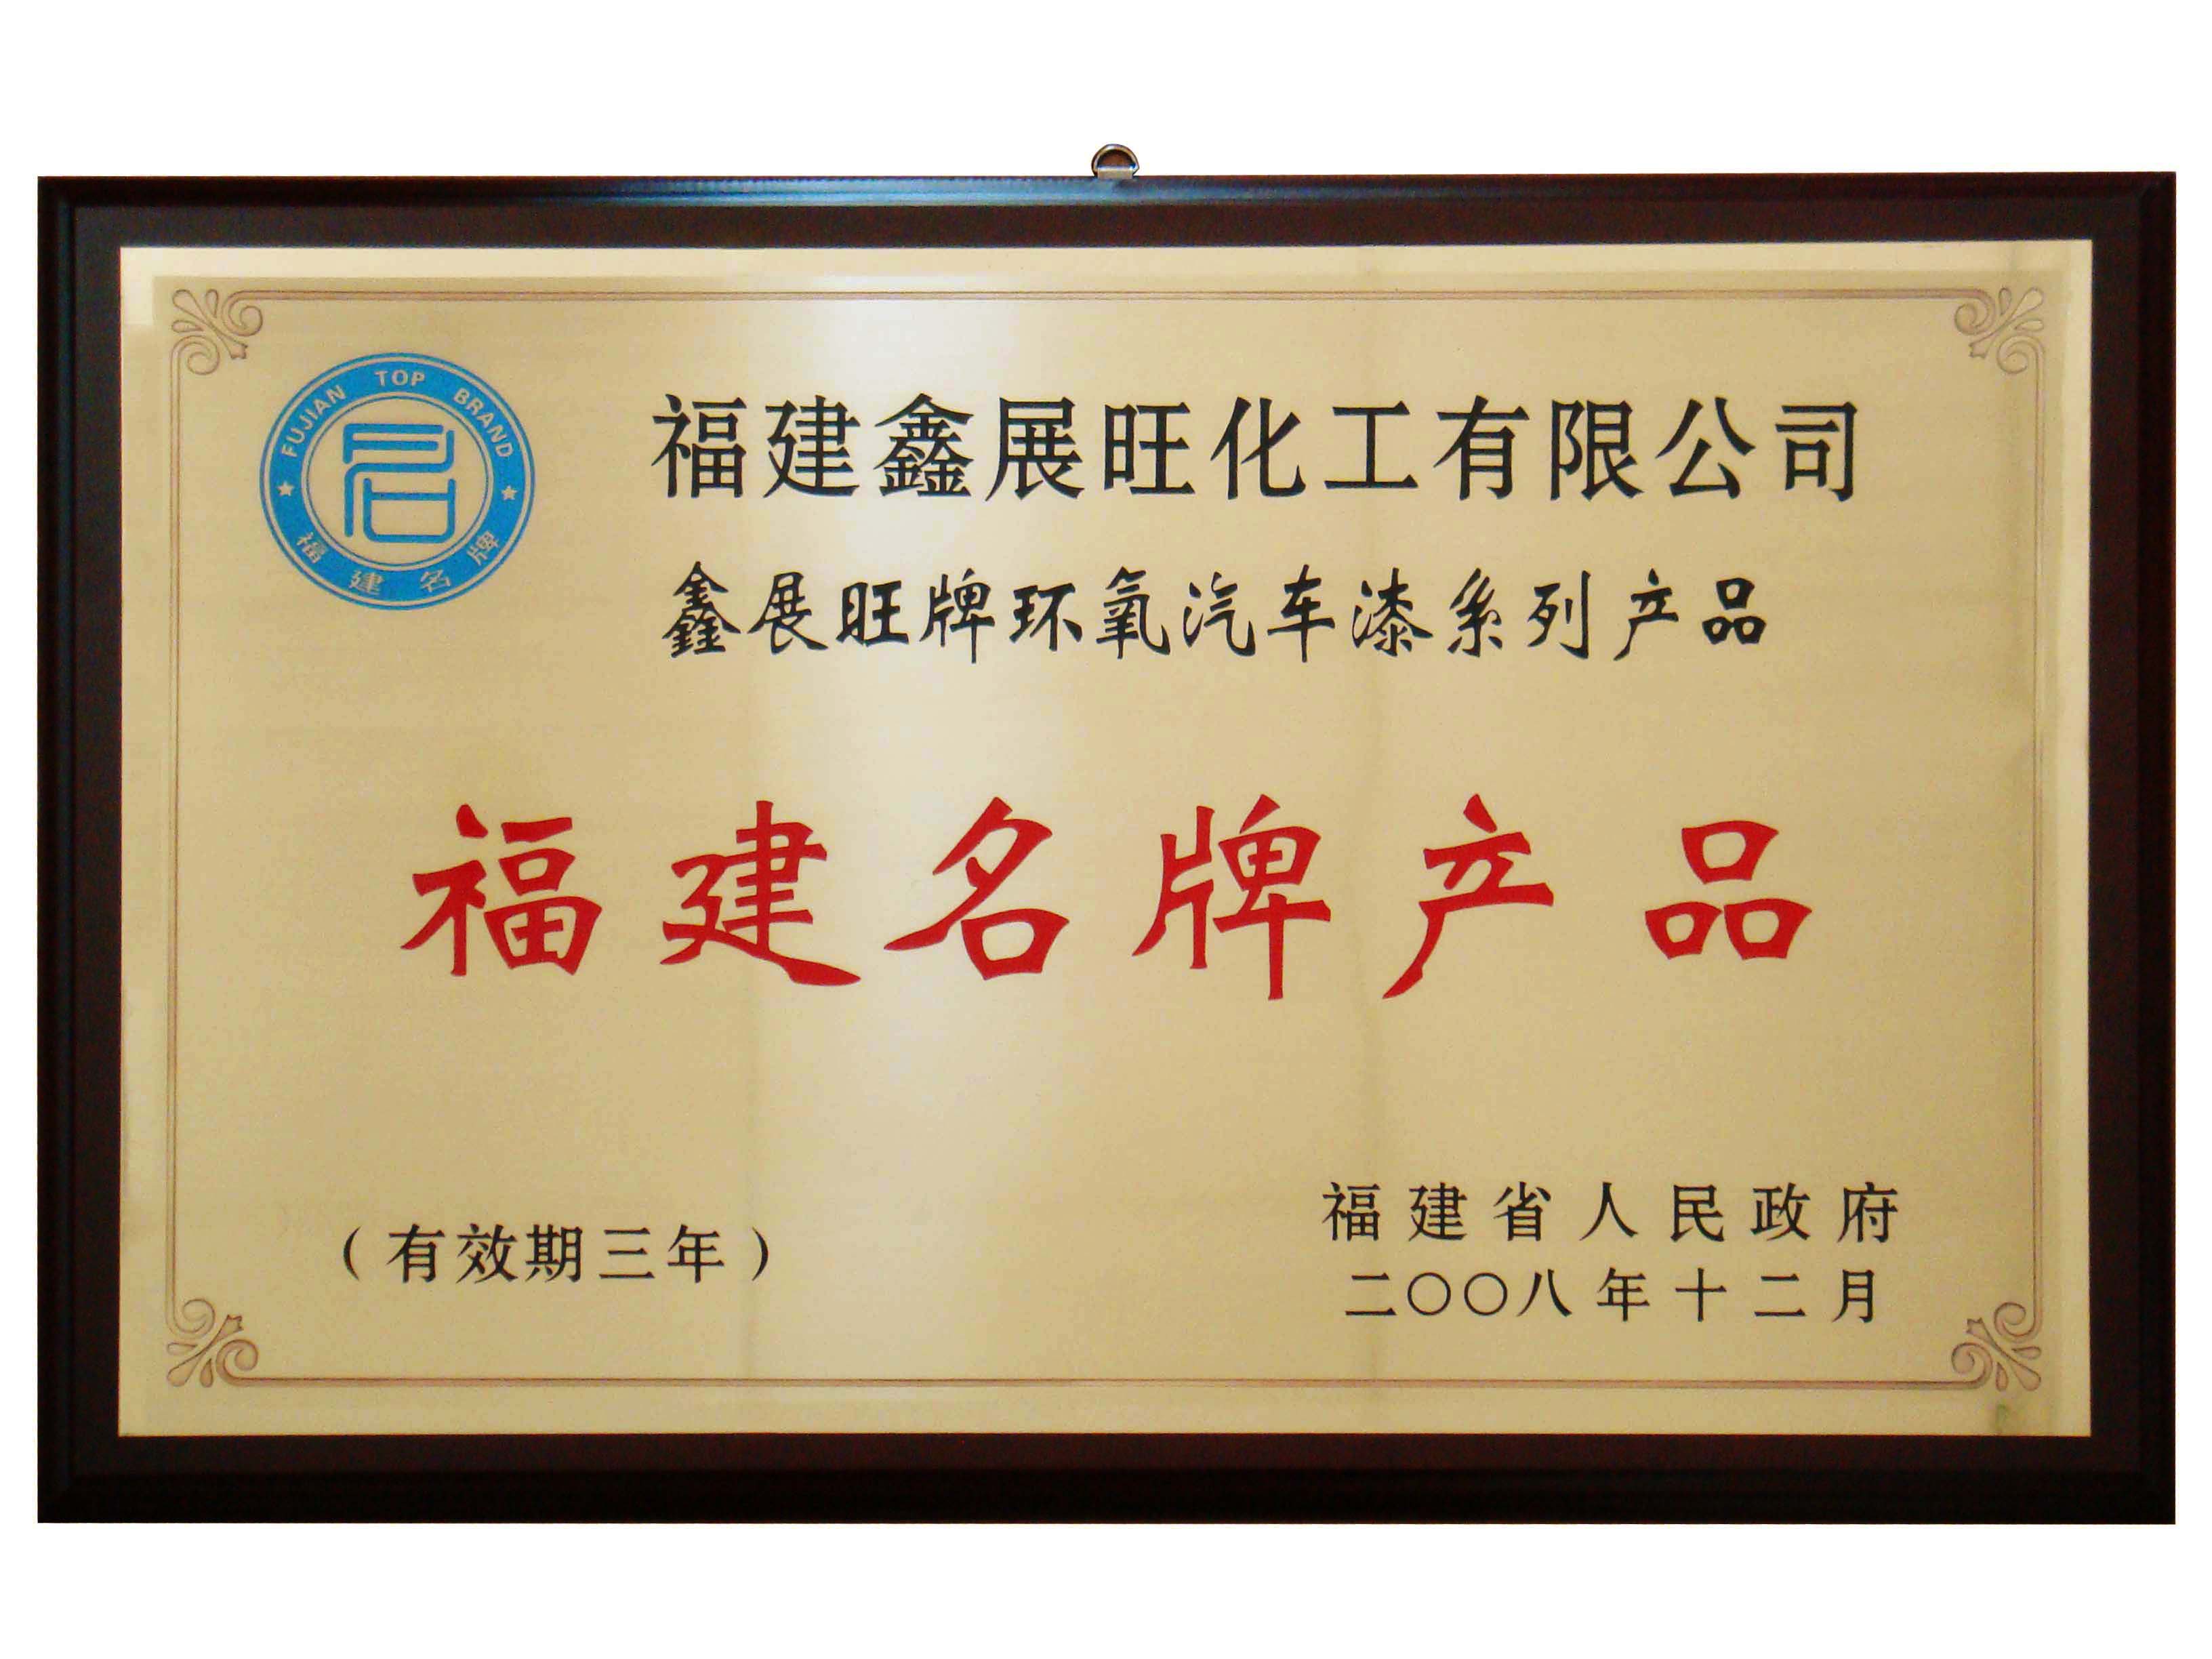 FUJIAN TOP BRAND
名
福建名牌
福建鑫展旺化工有限公司
鑫展旺牌环氧汽车漆系列产品
福建名牌产品
（有效期三年）
福建省人民政府
二〇〇八年十二月